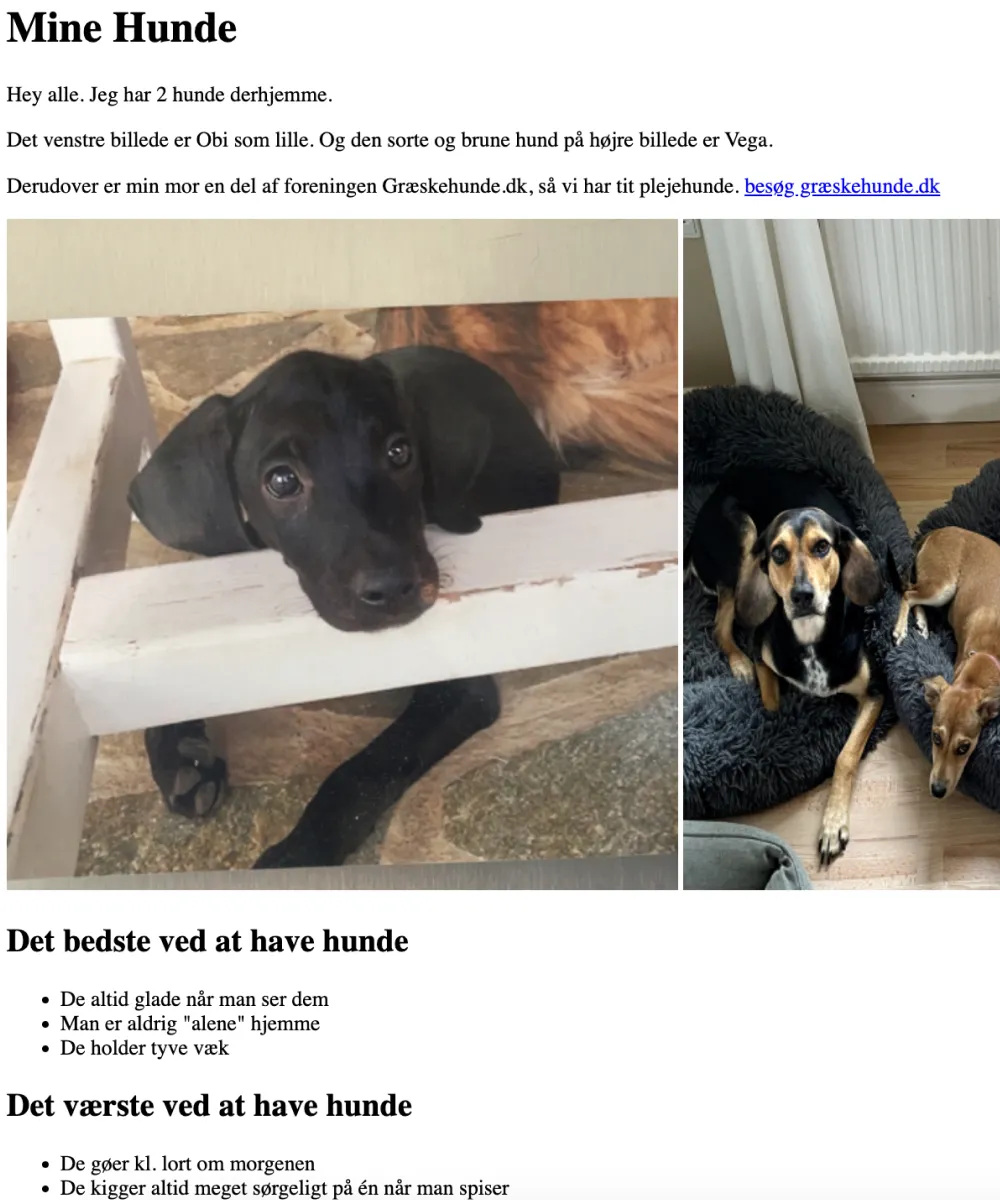 Mine Hunde
Hey alle. Jeg har 2 hunde derhjemme.
Det venstre billede er Obi som lille. Og den sorte og brune hund på højre billede er Vega.
Derudover er min mor en del af foreningen Græskehunde.dk, så vi har tit plejehunde. besøg græskehunde.dk
Det bedste ved at have hunde
• De altid glade når man ser dem
• Man er aldrig "alene" hjemme
• De holder tyve væk
Det værste ved at have hunde
• De gøer kl. lort om morgenen
• De kigger altid meget sørgeligt på én når man spiser